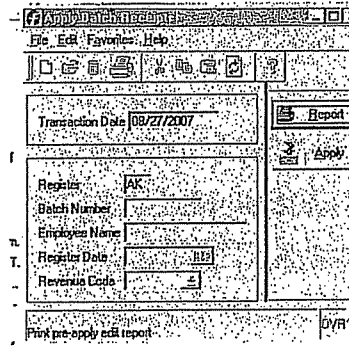 Apply Batch Receipts
File Edit Favorites Help
Transaction Date 08/27/2007
Report
Apply
Register AK
Batch Number
Employee Name
Register Date
Revenue Code
Print pre-apply edit report
OVR